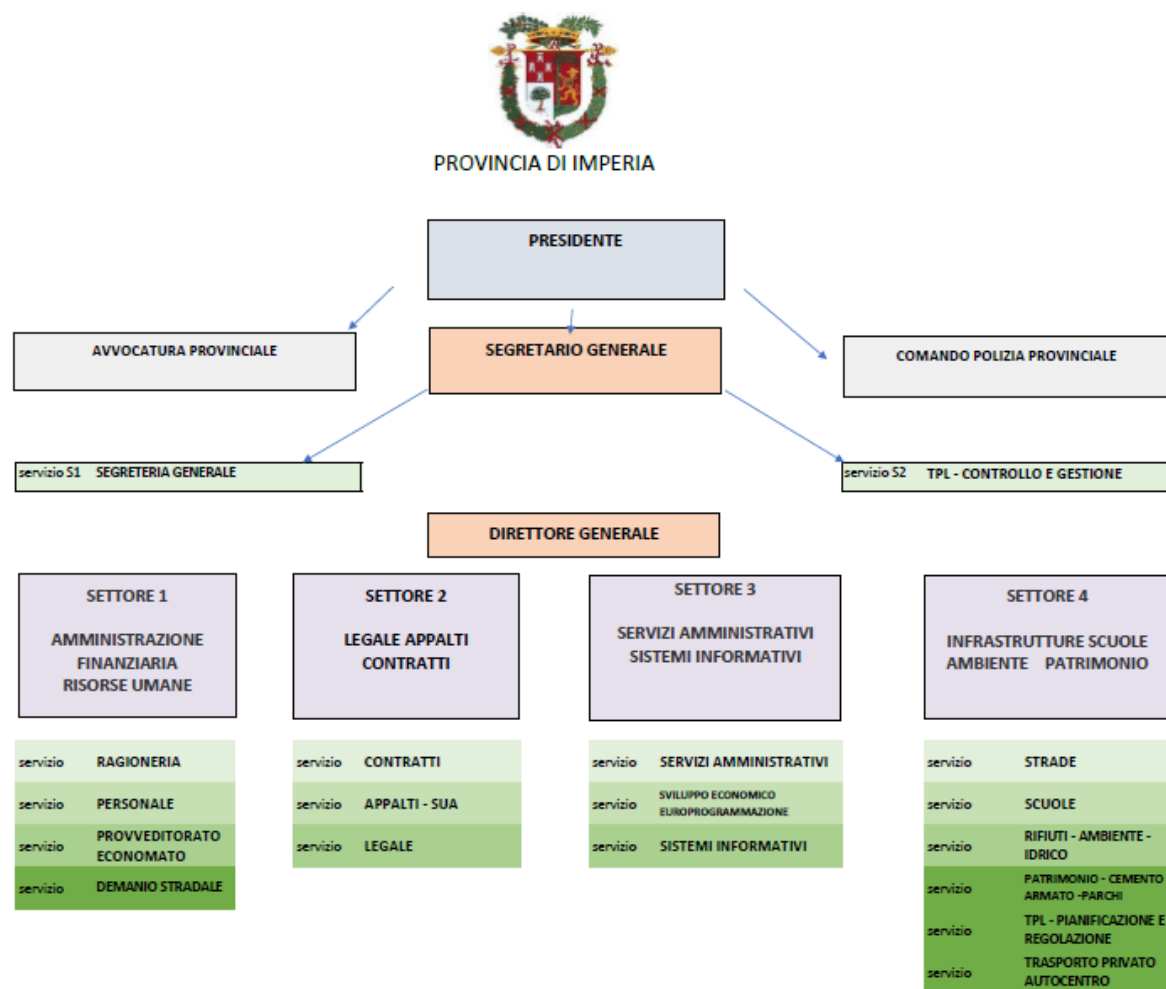 PROVINCIA DI IMPERIA
PRESIDENTE
AVVOCATURA PROVINCIALE
SEGRETARIO GENERALE
COMANDO POLIZIA PROVINCIALE
servizio S1 SEGRETERIA GENERALE
servizio S2 TPL - CONTROLLO E GESTIONE
DIRETTORE GENERALE
SETTORE 1
AMMINISTRAZIONE
FINANZIARIA
RISORSE UMANE
SETTORE 2
LEGALE APPALTI
CONTRATTI
SETTORE 3
SERVIZI AMMINISTRATIVI
SISTEMI INFORMATIVI
SETTORE 4
INFRASTRUTTURE SCUOLE
AMBIENTE PATRIMONIO
servizio RAGIONERIA
servizio PERSONALE
servizio PROVVEDITORATO
ECONOMATO
servizio DEMANIO STRADALE
servizio CONTRATTI
servizio APPALTI - SUA
servizio LEGALE
servizio SERVIZI AMMINISTRATIVI
servizio SVILUPPO ECONOMICO
EUROPROGRAMMAZIONE
servizio SISTEMI INFORMATIVI
servizio STRADE
servizio SCUOLE
servizio RIFIUTI - AMBIENTE -
IDRICO
servizio PATRIMONIO - CEMENTO
ARMATO -PARCHI
servizio TPL - PIANIFICAZIONE E
REGOLAZIONE
servizio TRASPORTO PRIVATO
AUTOCENTRO